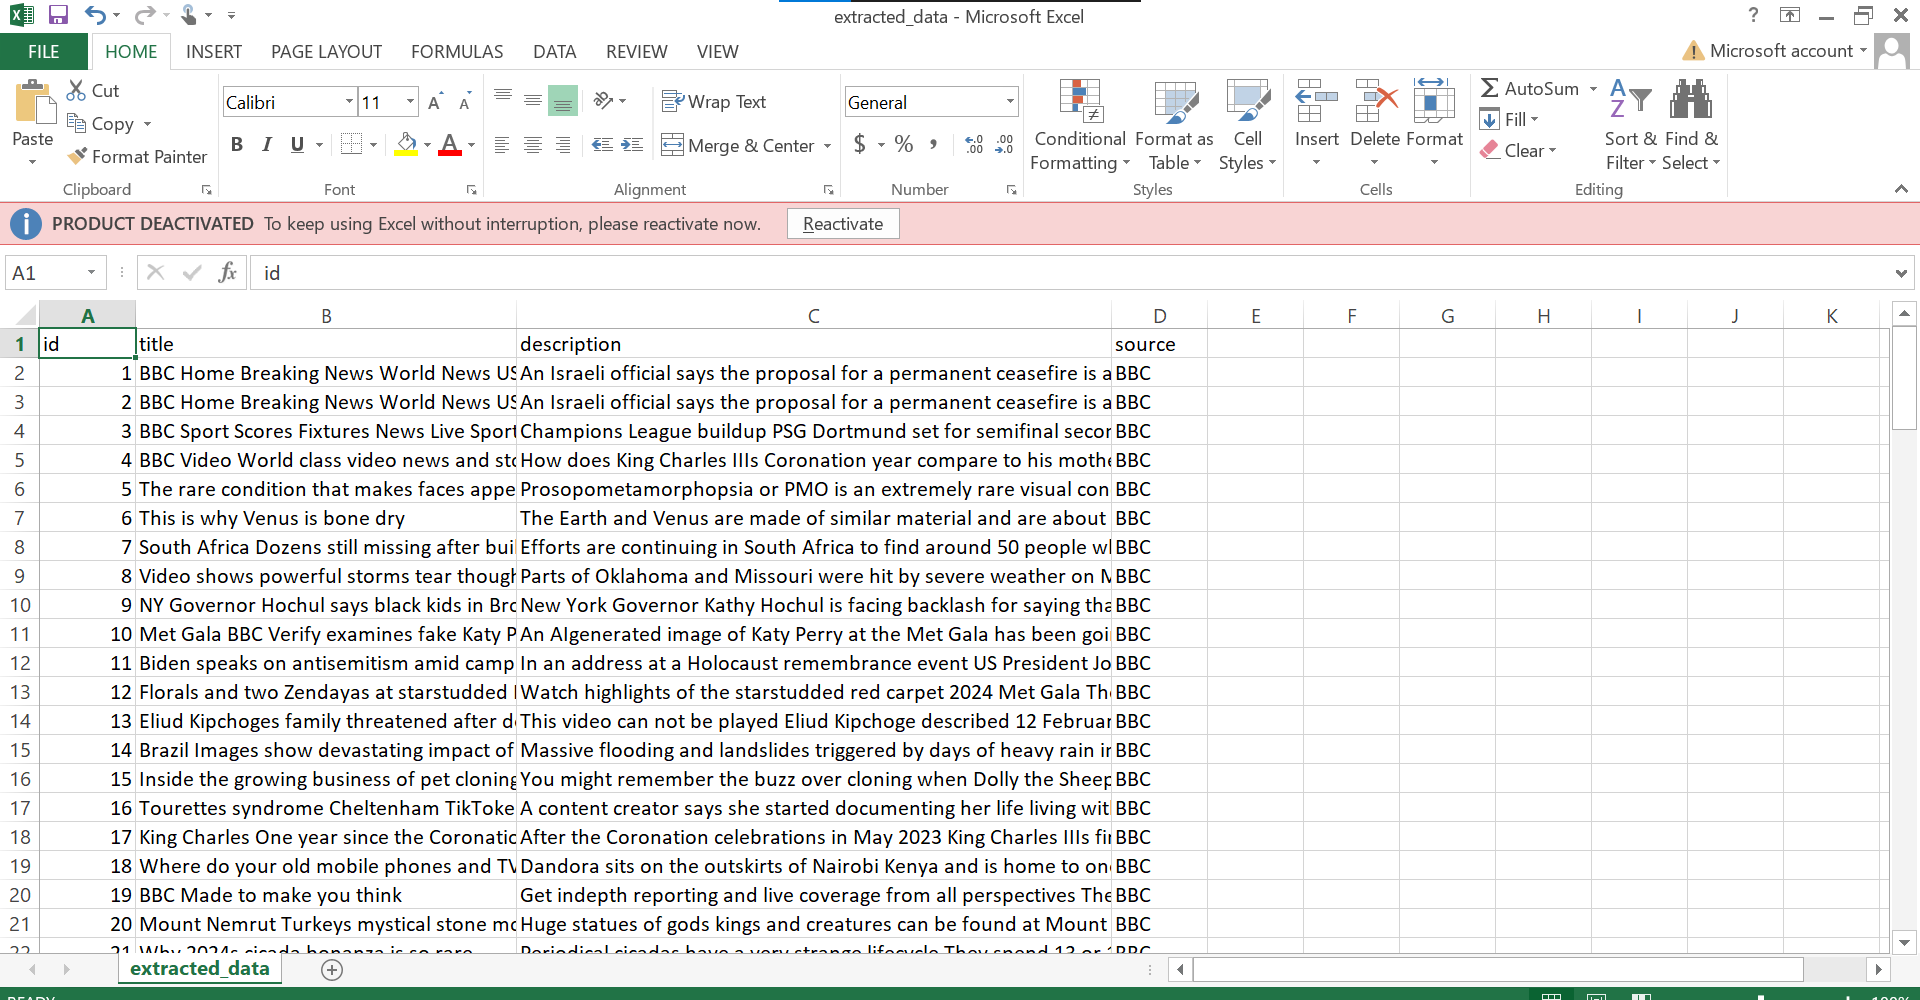 extracted_data - Microsoft Excel
?
FILE HOME INSERT PAGE LAYOUT FORMULAS DATA REVIEW VIEW
Microsoft account
Paste
Cut
Copy
Format Painter
Clipboard
Calibri 11
B I U
Font
Wrap Text
Merge & Center
Alignment
General
$ % ,
Number
Conditional Formatting
Format as Table
Cell Styles
Styles
Insert Delete Format
Cells
AutoSum
Fill
Clear
Sort & Filter
Find & Select
Editing
PRODUCT DEACTIVATED To keep using Excel without interruption, please reactivate now. Reactivate
A1 fx id
A B C D E F G H I J K
1 id title description source
2 1 BBC Home Breaking News World News US An Israeli official says the proposal for a permanent ceasefire is a BBC
3 2 BBC Home Breaking News World News US An Israeli official says the proposal for a permanent ceasefire is a BBC
4 3 BBC Sport Scores Fixtures News Live Sport Champions League buildup PSG Dortmund set for semifinal secon BBC
5 4 BBC Video World class video news and sto How does King Charles IIIs Coronation year compare to his mothe BBC
6 5 The rare condition that makes faces appe Prosopometamorphopsia or PMO is an extremely rare visual con BBC
7 6 This is why Venus is bone dry The Earth and Venus are made of similar material and are about BBC
8 7 South Africa Dozens still missing after bui Efforts are continuing in South Africa to find around 50 people wh BBC
9 8 Video shows powerful storms tear though Parts of Oklahoma and Missouri were hit by severe weather on M BBC
10 9 NY Governor Hochul says black kids in Bro New York Governor Kathy Hochul is facing backlash for saying tha BBC
11 10 Met Gala BBC Verify examines fake Katy P An AIgenerated image of Katy Perry at the Met Gala has been goi BBC
12 11 Biden speaks on antisemitism amid camp In an address at a Holocaust remembrance event US President Jo BBC
13 12 Florals and two Zendayas at starstudded Watch highlights of the starstudded red carpet 2024 Met Gala Th BBC
14 13 Eliud Kipchoges family threatened after d This video can not be played Eliud Kipchoge described 12 Februar BBC
15 14 Brazil Images show devastating impact of Massive flooding and landslides triggered by days of heavy rain in BBC
16 15 Inside the growing business of pet cloning You might remember the buzz over cloning when Dolly the Sheep BBC
17 16 Tourettes syndrome Cheltenham TikToke A content creator says she started documenting her life living wit BBC
18 17 King Charles One year since the Coronatic After the Coronation celebrations in May 2023 King Charles IIIs fir BBC
19 18 Where do your old mobile phones and TV Dandora sits on the outskirts of Nairobi Kenya and is home to on BBC
20 19 BBC Made to make you think Get indepth reporting and live coverage from all perspectives The BBC
21 20 Mount Nemrut Turkeys mystical stone mo Huge statues of gods kings and creatures can be found at Mount BBC
22 21 Why 2024s cicada bonanza is so rare Periodical cicadas have a very strange lifecycle They spend 13 or BBC
extracted_data
READY 100%